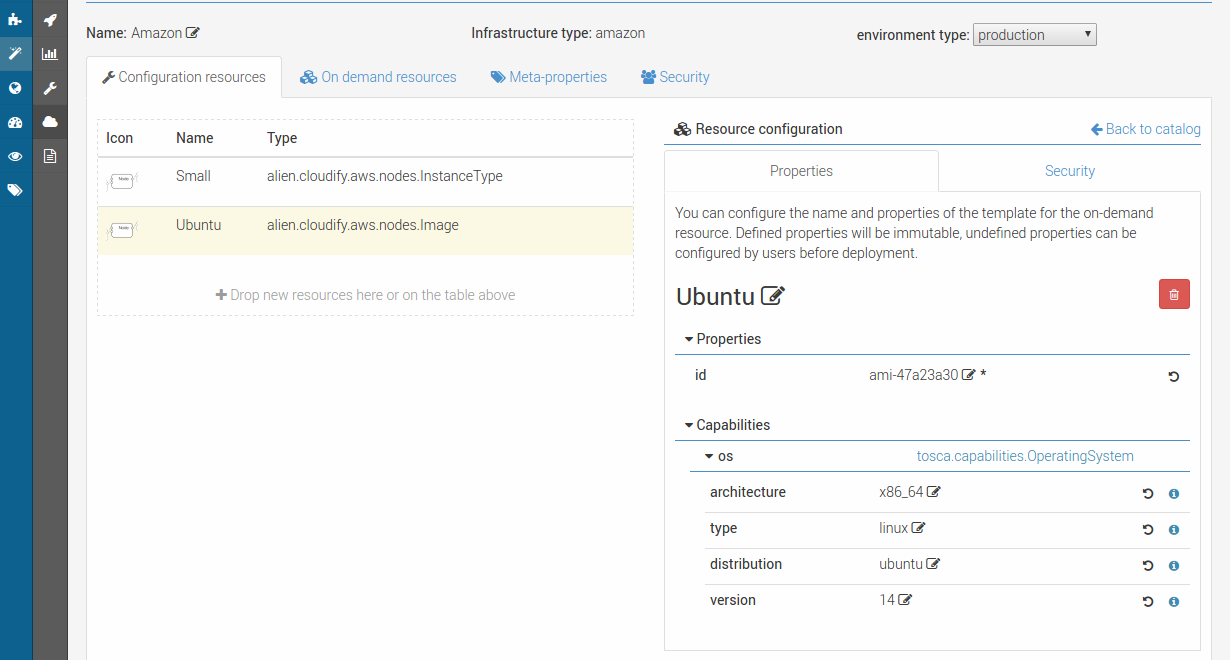 Name: Amazon
Infrastructure type: amazon
environment type: production
Configuration resources
On demand resources
Meta-properties
Security
Icon Name Type
Small alien.cloudify.aws.nodes.InstanceType
Ubuntu alien.cloudify.aws.nodes.Image
Drop new resources here or on the table above
Resource configuration
Back to catalog
Properties
Security
You can configure the name and properties of the template for the on-demand
resource. Defined properties will be immutable, undefined properties can be
configured by users before deployment.
Ubuntu
Properties
id ami-47a23a30 *
Capabilities
os tosca.capabilities.OperatingSystem
architecture x86_64
type linux
distribution ubuntu
version 14